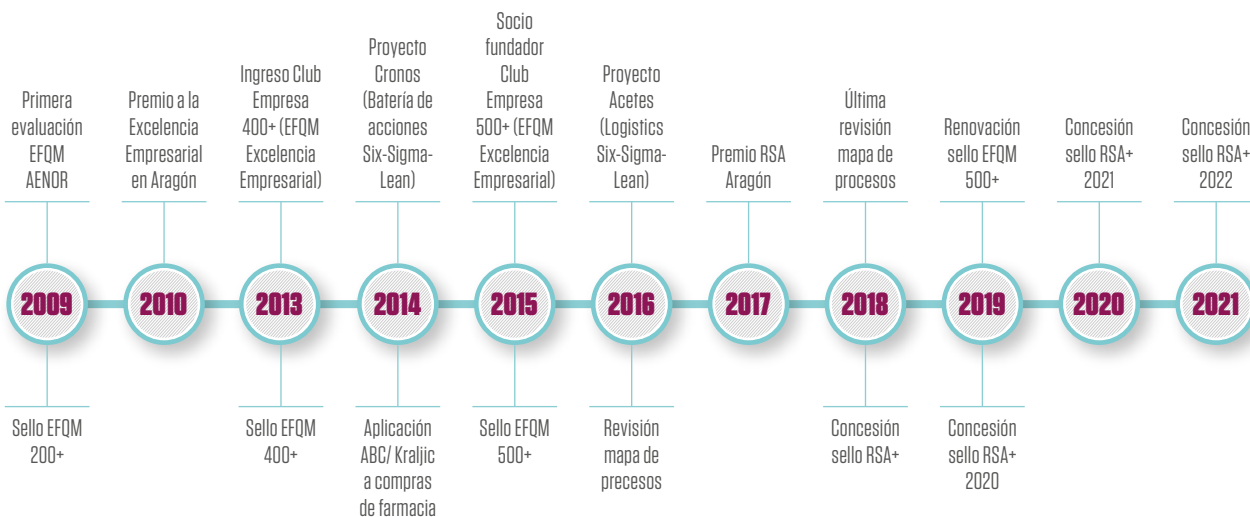 Primera
evaluación
EFQM
AENOR
Premio a la
Excelencia
Empresarial
en Aragón
Ingreso Club
Empresa
400+ (EFQM
Excelencia
Empresarial)
Proyecto
Cronos
(Batería de
acciones
Six-Sigma-
Lean)
Socio
fundador
Club
Empresa
500+ (EFQM
Excelencia
Empresarial)
Proyecto
Acetes
(Logistics
Six-Sigma-
Lean)
Premio RSA
Aragón
Última
revisión
mapa de
procesos
Renovación
sello EFQM
500+
Concesión
sello RSA+
2021
Concesión
sello RSA+
2022
2009
2010
2013
2014
2015
2016
2017
2018
2019
2020
2021
Sello EFQM
200+
Sello EFQM
400+
Aplicación
ABC/ Kraljic
a compras
de farmacia
Sello EFQM
500+
Revisión
mapa de
precesos
Concesión
sello RSA+
Concesión
sello RSA+
2020